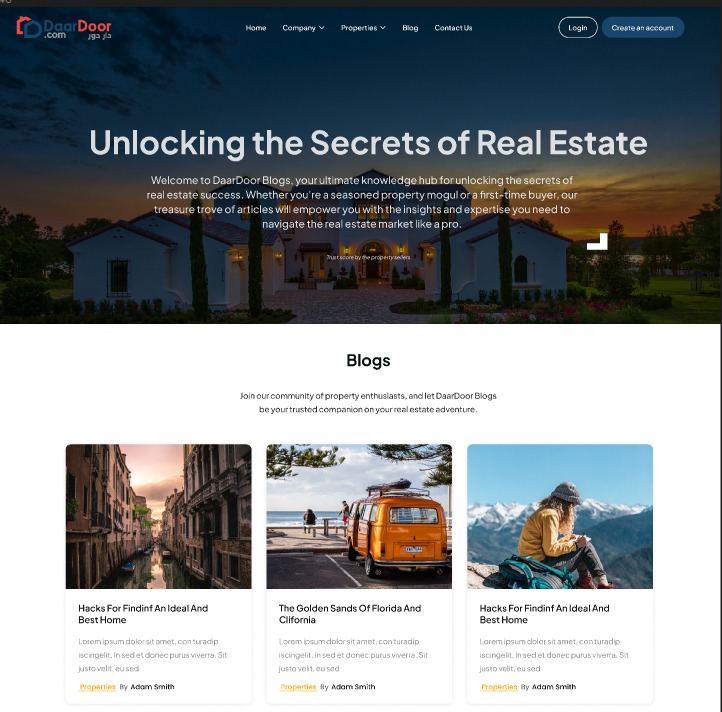 DaarDoor
.com دار دور
Home Company Properties Blog Contact Us Login Create an account
Unlocking the Secrets of Real Estate
Welcome to DaarDoor Blogs, your ultimate knowledge hub for unlocking the secrets of
real estate success. Whether you're a seasoned property mogul or a first-time buyer, our
treasure trove of articles will empower you with the insights and expertise you need to
navigate the real estate market like a pro.
Trust score by the property sellers
Blogs
Join our community of property enthusiasts, and let DaarDoor Blogs
be your trusted companion on your real estate adventure.
Hacks For Findinf An Ideal And
Best Home
Lorem ipsum dolor sit amet, con turadip
iscingelit. In sed et donec purus viverra. Sit
justo velit, eu sed
Properties By Adam Smith
The Golden Sands Of Florida And
Clifornia
Lorem ipsum dolor sit amet, con turadip
iscingelit. In sed et donec purus viverra. Sit
justo velit, eu sed
Properties By Adam Smith
Hacks For Findinf An Ideal And
Best Home
Lorem ipsum dolor sit amet, con turadip
iscingelit. In sed et donec purus viverra. Sit
justo velit, eu sed
Properties By Adam Smith